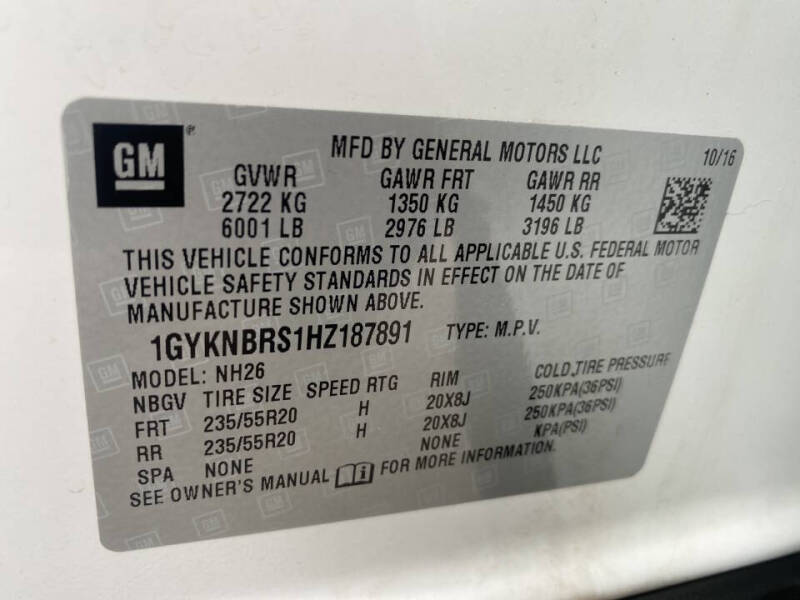 GM ®
MFD BY GENERAL MOTORS LLC 10/16
GVWR GAWR FRT GAWR RR
2722 KG 1350 KG 1450 KG
6001 LB 2976 LB 3196 LB
THIS VEHICLE CONFORMS TO ALL APPLICABLE U.S. FEDERAL MOTOR
VEHICLE SAFETY STANDARDS IN EFFECT ON THE DATE OF
MANUFACTURE SHOWN ABOVE.
1GYKNBRS1HZ187891 TYPE: M.P.V.
MODEL: NH26
NBGV TIRE SIZE SPEED RTG RIM COLD TIRE PRESSURE
FRT 235/55R20 H 20X8J 250KPA(36PSI)
RR 235/55R20 H 20X8J 250KPA(36PSI)
SPA NONE NONE KPA(PSI)
SEE OWNER'S MANUAL FOR MORE INFORMATION.